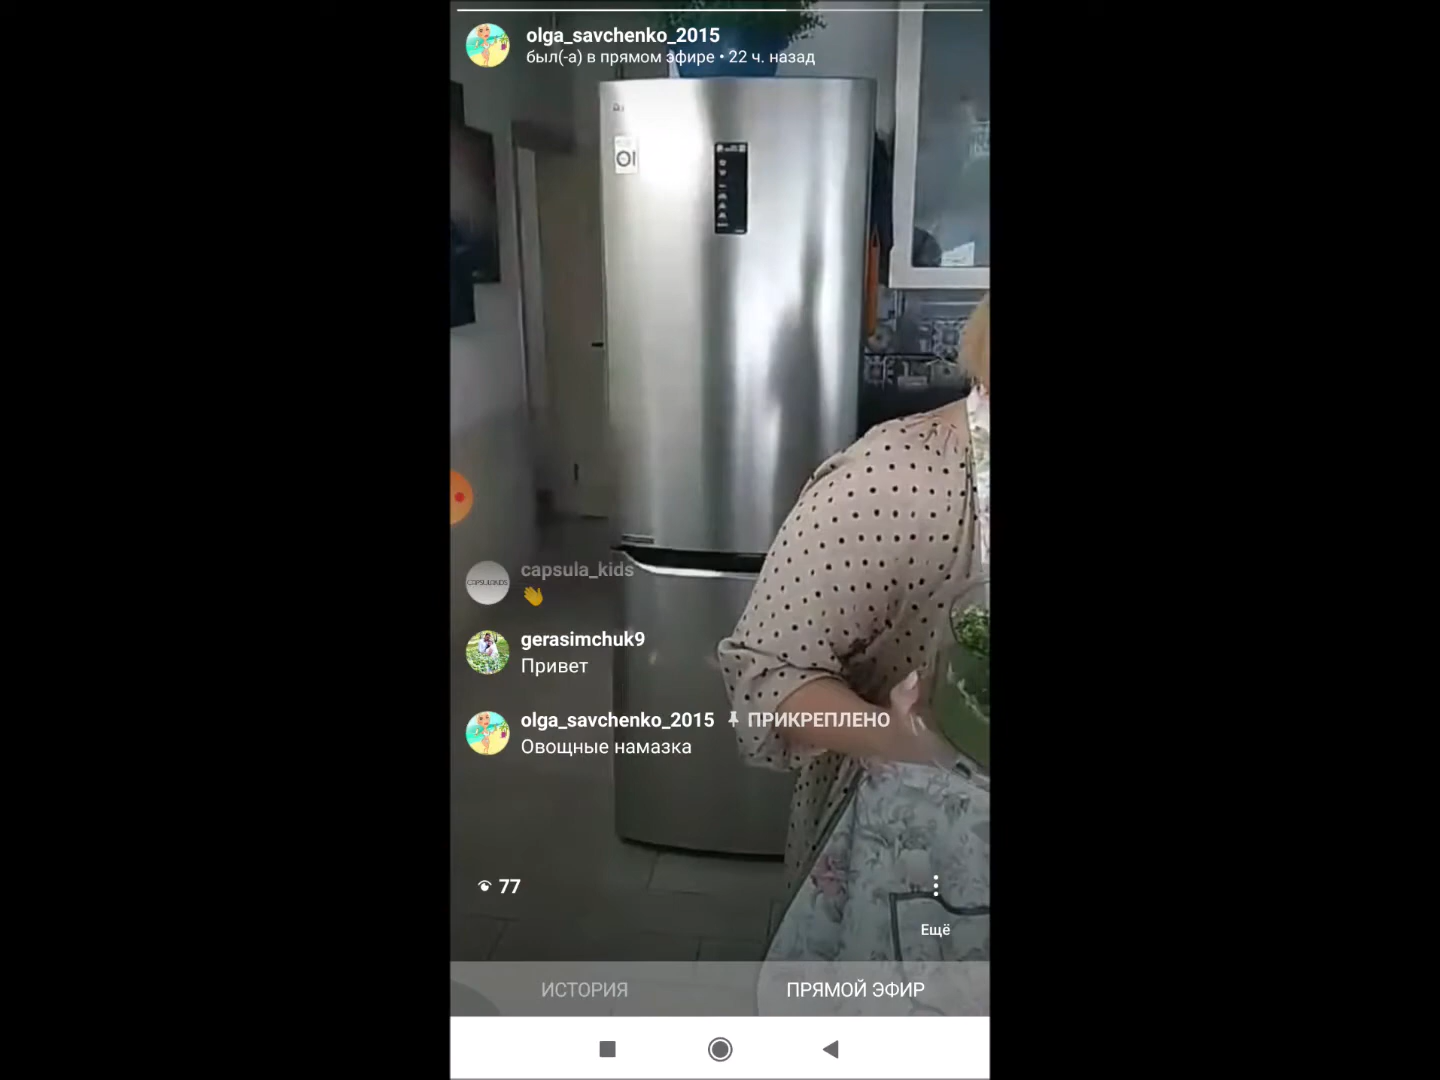 olga_savchenko_2015
был(-а) в прямом эфире • 22 ч. назад
capsula_kids
👋
gerasimchuk9
Привет
olga_savchenko_2015 ПРИКРЕПЛЕНО
Овощные намазка
77
Ещё
ИСТОРИЯ
ПРЯМОЙ ЭФИР